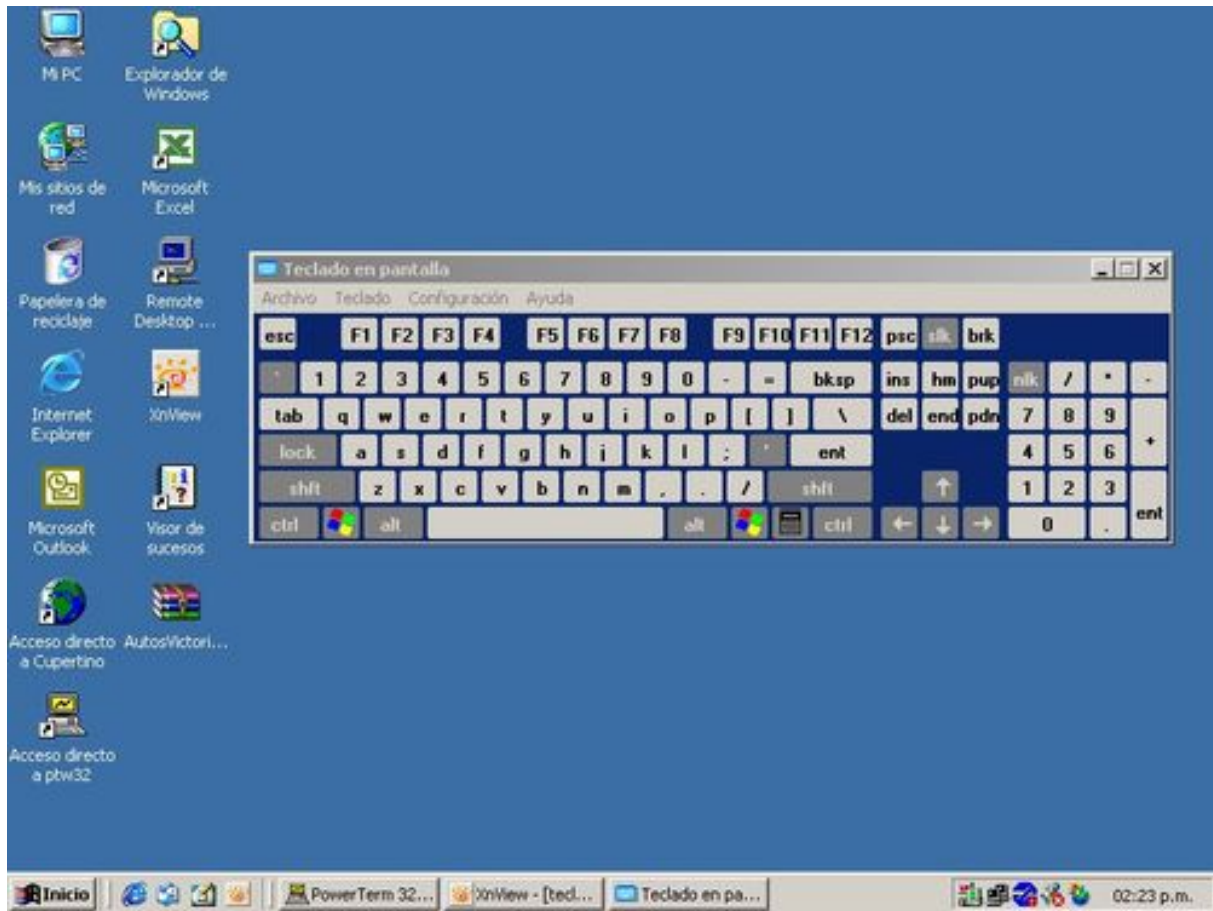 Mi PC
Explorador de
Windows
Mis sitios de
red
Microsoft
Excel
Papelera de
reciclaje
Remote
Desktop ...
Internet
Explorer
XnView
Microsoft
Outlook
Visor de
sucesos
Acceso directo
a Cupertino
AutosVictori...
Acceso directo
a ptw32
Teclado en pantalla
Archivo Teclado Configuración Ayuda
esc F1 F2 F3 F4 F5 F6 F7 F8 F9 F10 F11 F12 psc slk brk
` 1 2 3 4 5 6 7 8 9 0 - = bksp ins hm pup nlk / * -
tab q w e r t y u i o p [ ] \ del end pdn 7 8 9 +
lock a s d f g h j k l ; ' ent 4 5 6
shft z x c v b n m , . / shft ↑ 1 2 3 ent
ctrl alt alt ctrl ← ↓ → 0 .
Inicio PowerTerm 32... XnView - [tecl... Teclado en pa... 02:23 p.m.